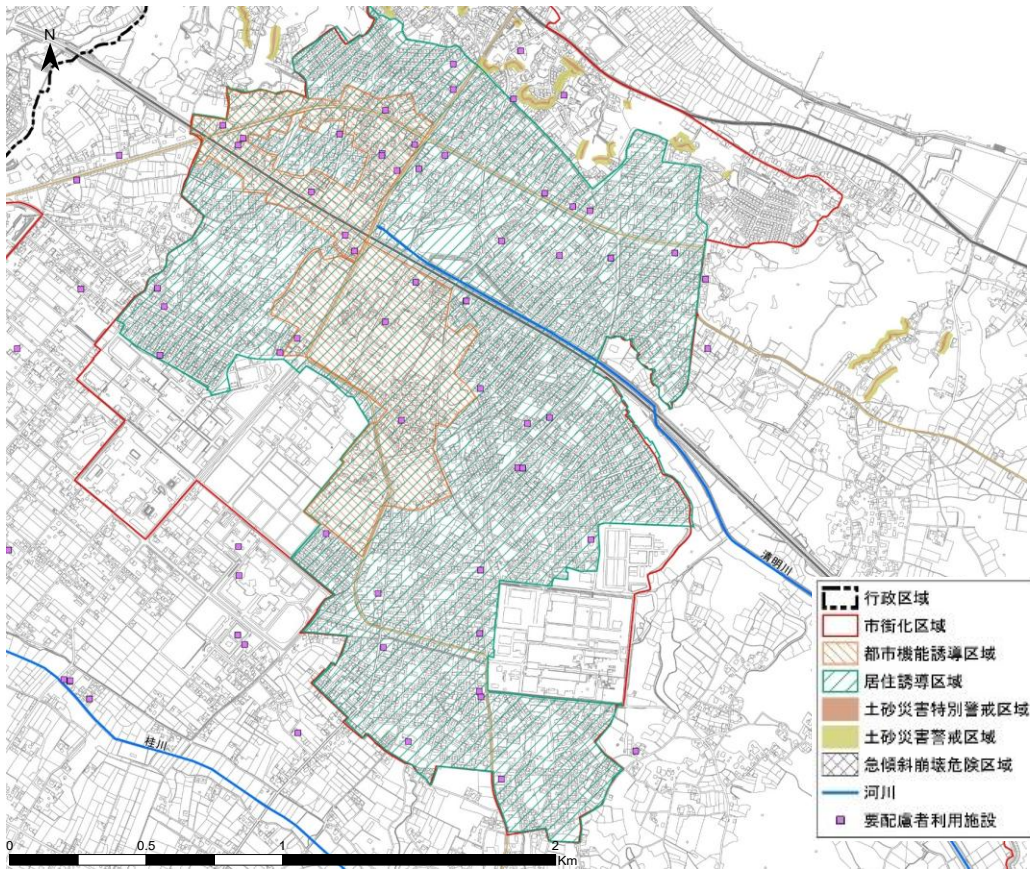 N
清明川
桂川
行政区域
市街化区域
都市機能誘導区域
居住誘導区域
土砂災害特別警戒区域
土砂災害警戒区域
急傾斜崩壊危険区域
河川
要配慮者利用施設
0 0.5 1 2
Km